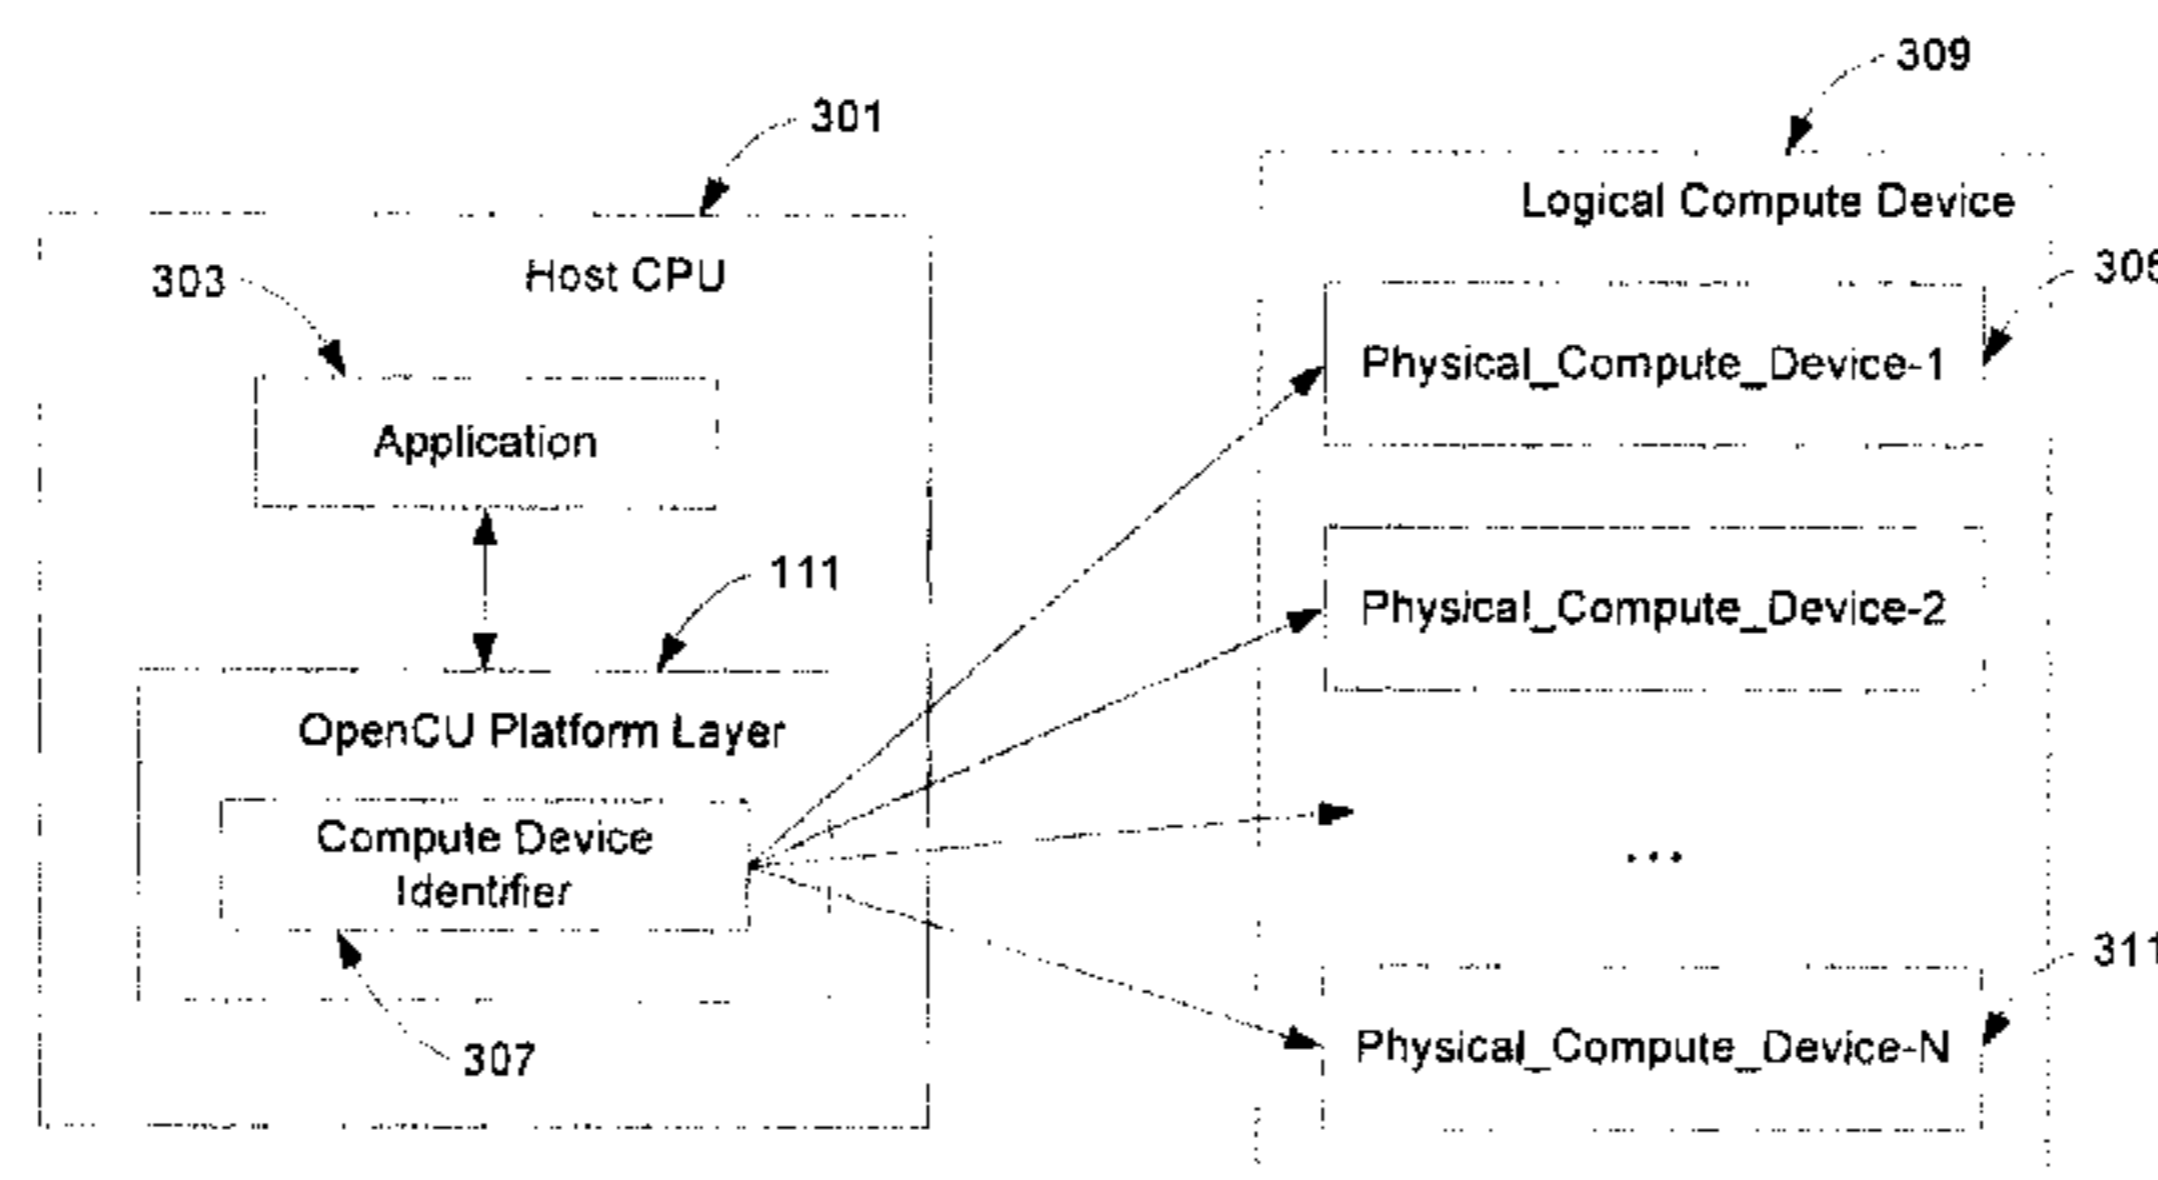 309
301
Logical Compute Device
Host CPU
303
Physical_Compute_Device-1
Application
111
Physical_Compute_Device-2
OpenCU Platform Layer
Compute Device
Identifier
...
311
Physical_Compute_Device-N
307